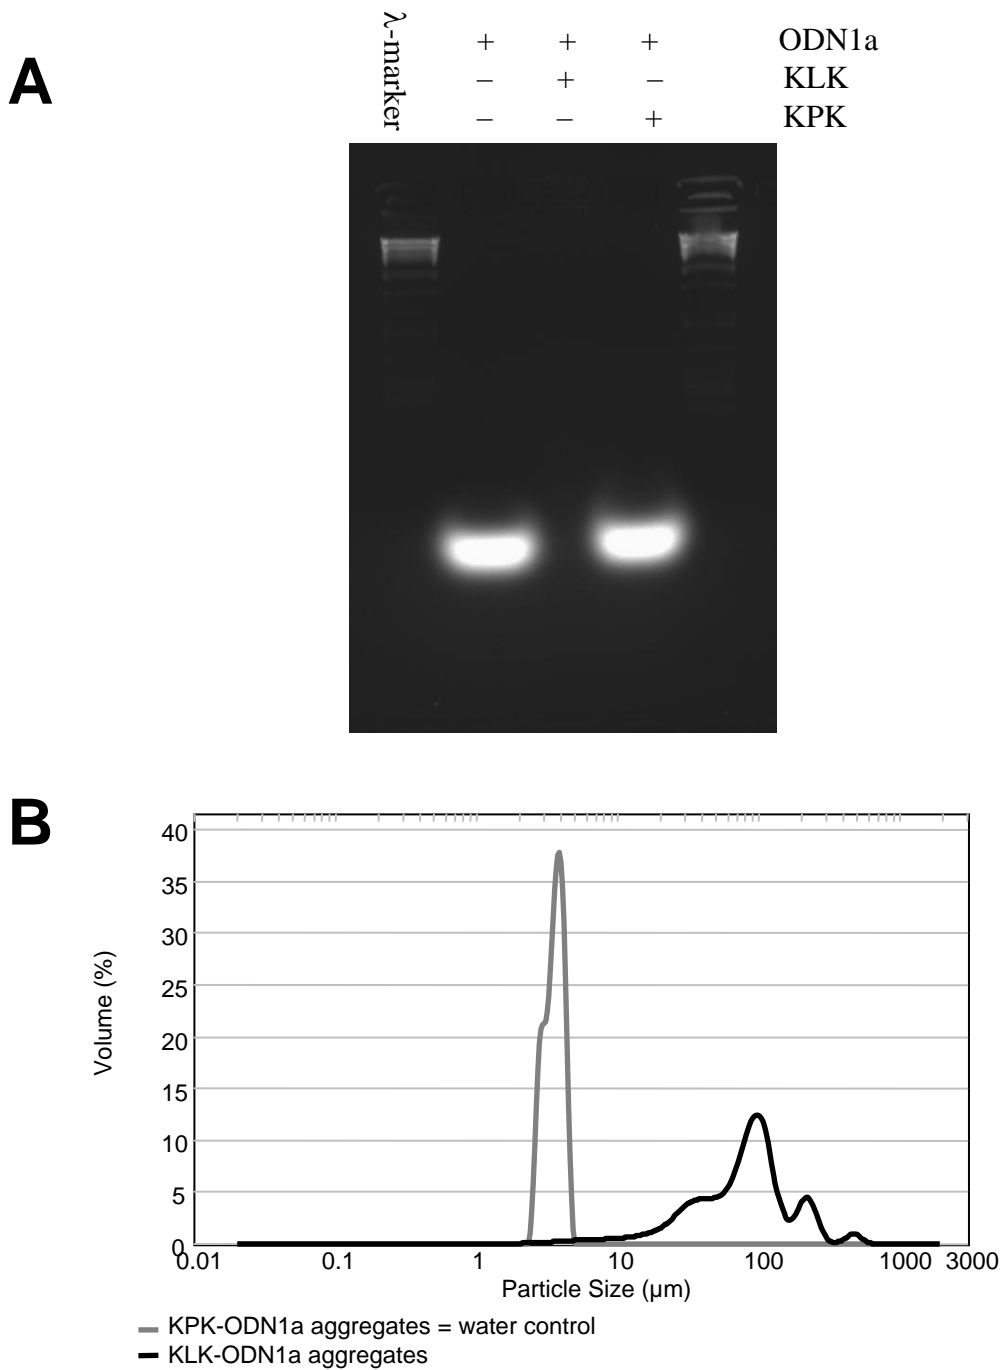 A
λ-marker
+ + + ODN1a
– + – KLK
– – + KPK
B
40
35
30
25
20
15
10
5
0
Volume (%)
0.01 0.1 1 10 100 1000 3000
Particle Size (µm)
KPK-ODN1a aggregates = water control
KLK-ODN1a aggregates